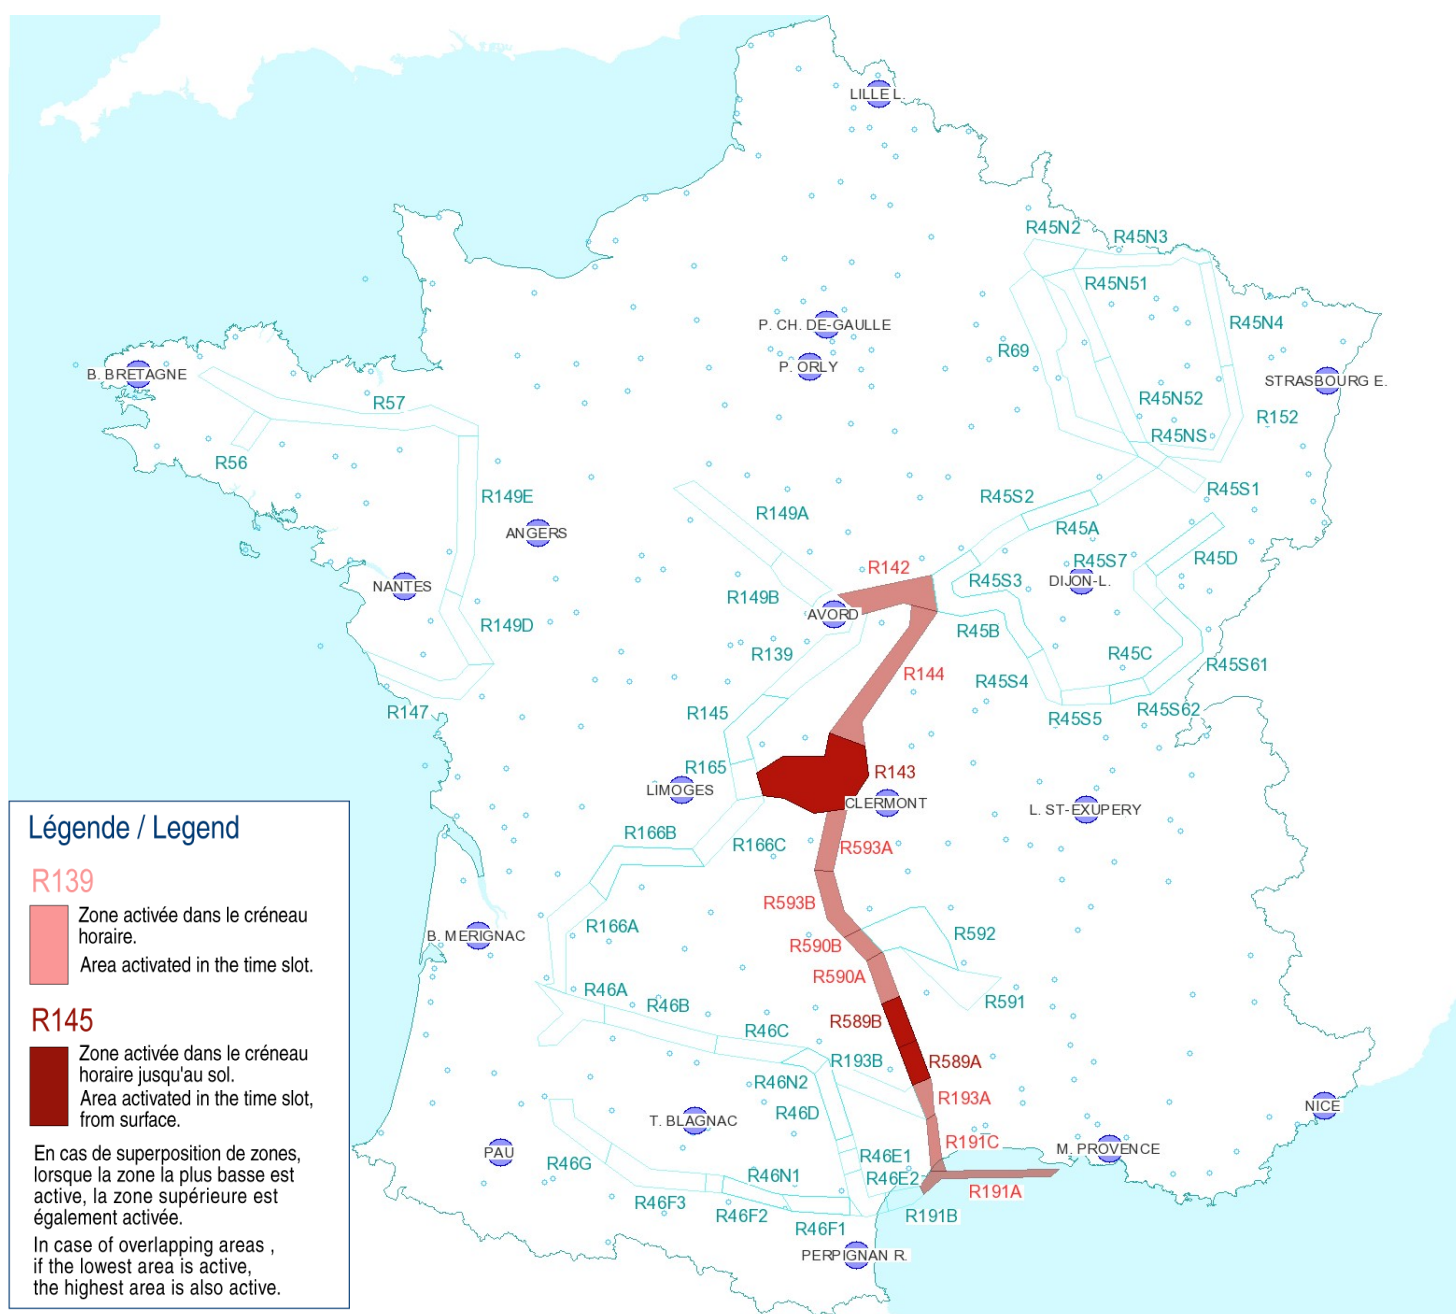 LILLE L.
R45N2
R45N3
R45N51
P. CH. DE-GAULLE
R45N4
R69
P. ORLY
B. BRETAGNE
STRASBOURG E.
R57
R45N52
R152
R45NS
R56
R149E
R45S2
R45S1
R149A
R45A
ANGERS
R45S7
R45D
R142
R45S3
DIJON-L.
NANTES
R149B
AVORD
R149D
R45B
R139
R45C
R45S61
R144
R45S4
R147
R145
R45S5
R45S62
R165
R143
LIMOGES
CLERMONT
L. ST-EXUPERY
R166B
R166C
R593A
R593B
R166A
B. MERIGNAC
R590B
R592
R590A
R46A
R46B
R591
R589B
R46C
R193B
R589A
R46N2
R193A
R46D
NICE
T. BLAGNAC
R191C
M. PROVENCE
PAU
R46E1
R46G
R46N1
R46E2
R191A
R46F3
R46F2
R46F1
R191B
PERPIGNAN R.
Légende / Legend
R139
Zone activée dans le créneau
horaire.
Area activated in the time slot.
R145
Zone activée dans le créneau
horaire jusqu'au sol.
Area activated in the time slot,
from surface.
En cas de superposition de zones,
lorsque la zone la plus basse est
active, la zone supérieure est
également activée.
In case of overlapping areas ,
if the lowest area is active,
the highest area is also active.